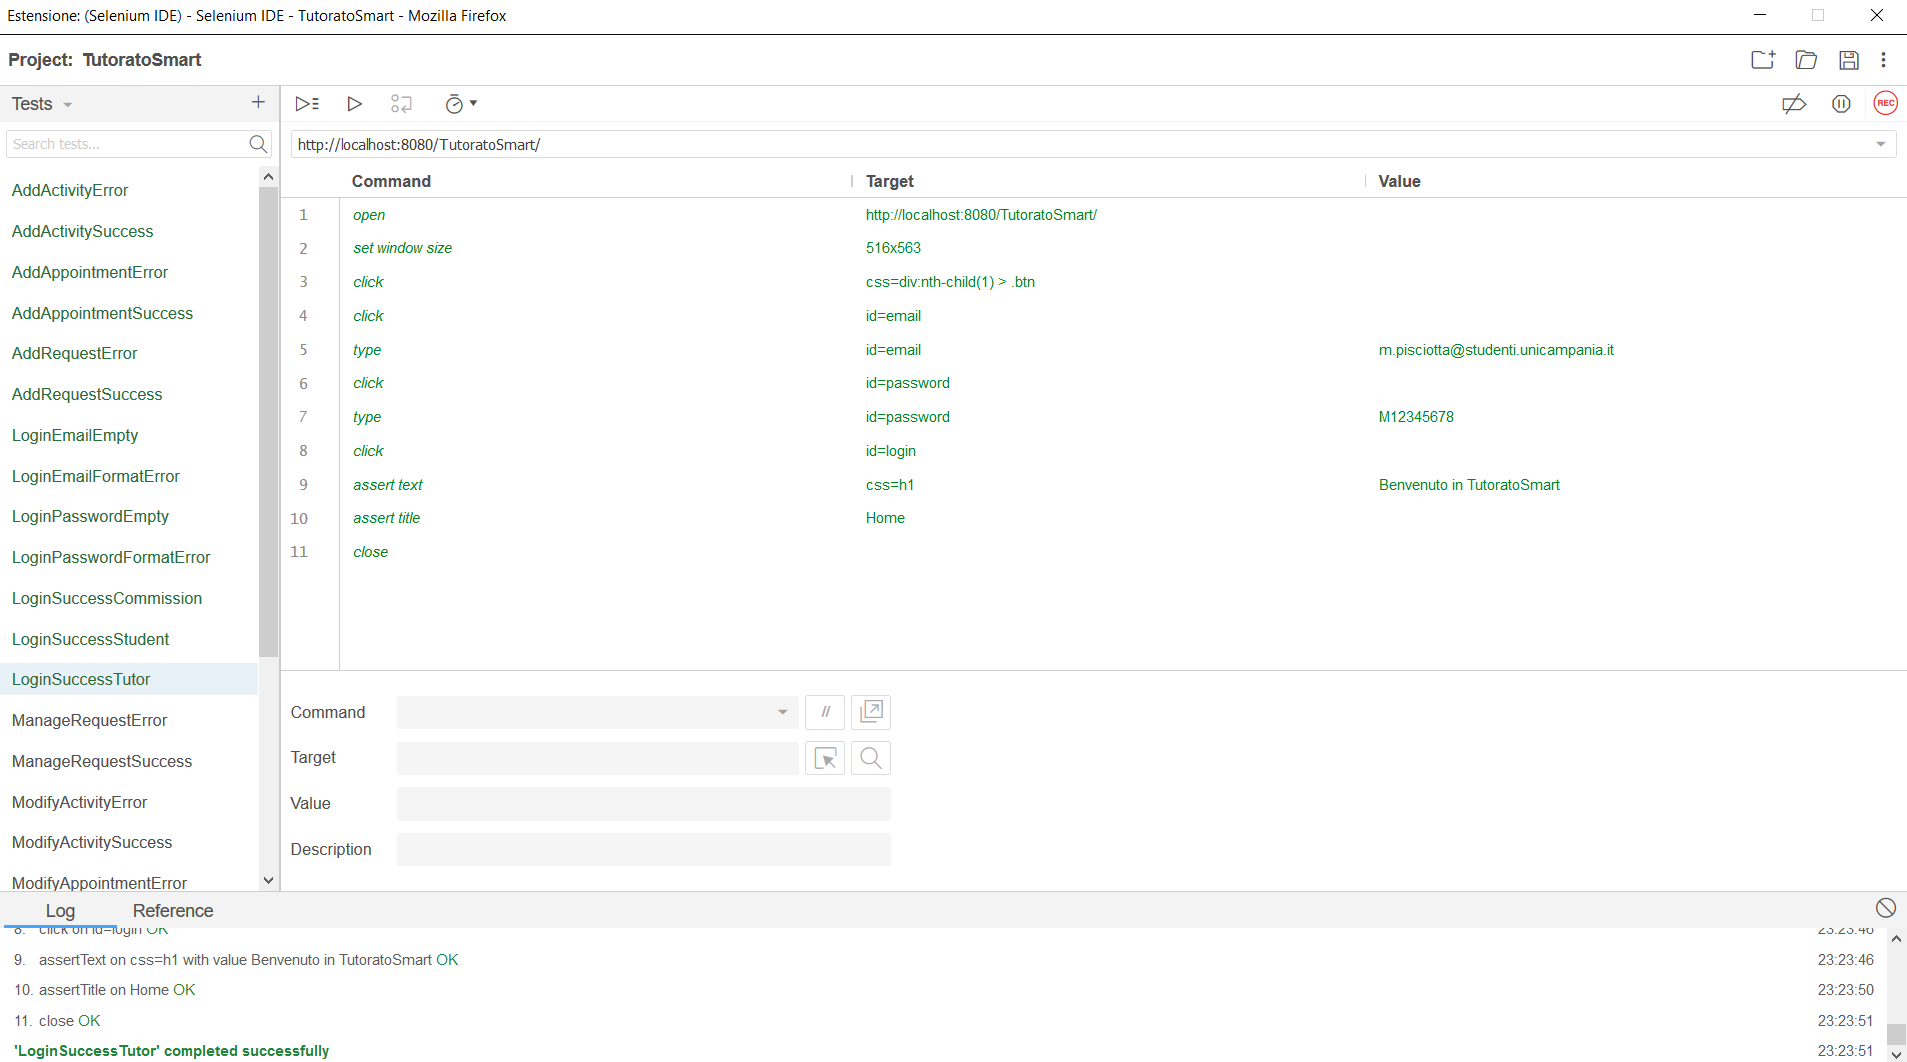 Estensione: (Selenium IDE) - Selenium IDE - TutoratoSmart - Mozilla Firefox
Project: TutoratoSmart
Tests
Search tests...
AddActivityError
AddActivitySuccess
AddAppointmentError
AddAppointmentSuccess
AddRequestError
AddRequestSuccess
LoginEmailEmpty
LoginEmailFormatError
LoginPasswordEmpty
LoginPasswordFormatError
LoginSuccessCommission
LoginSuccessStudent
LoginSuccessTutor
ManageRequestError
ManageRequestSuccess
ModifyActivityError
ModifyActivitySuccess
ModifyAppointmentError
REC
http://localhost:8080/TutoratoSmart/
Command Target Value
1 open http://localhost:8080/TutoratoSmart/
2 set window size 516x563
3 click css=div:nth-child(1) > .btn
4 click id=email
5 type id=email m.pisciotta@studenti.unicampania.it
6 click id=password
7 type id=password M12345678
8 click id=login
9 assert text css=h1 Benvenuto in TutoratoSmart
10 assert title Home
11 close
Command //
Target
Value
Description
Log Reference
8. click on id=login OK 23:23:46
9. assertText on css=h1 with value Benvenuto in TutoratoSmart OK 23:23:46
10. assertTitle on Home OK 23:23:50
11. close OK 23:23:51
'LoginSuccessTutor' completed successfully 23:23:51